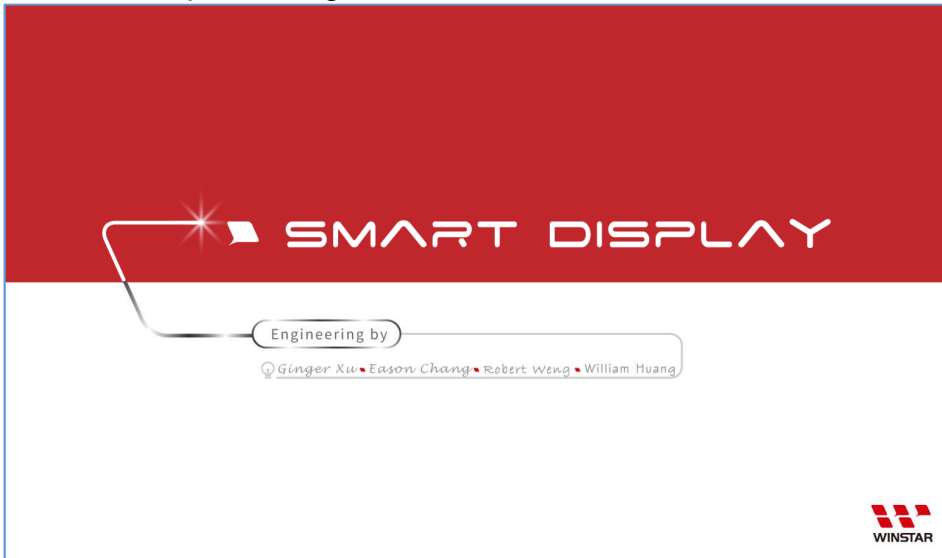 SMART DISPLAY
Engineering by
Ginger Xu Eason Chang Robert Weng William Huang
WINSTAR